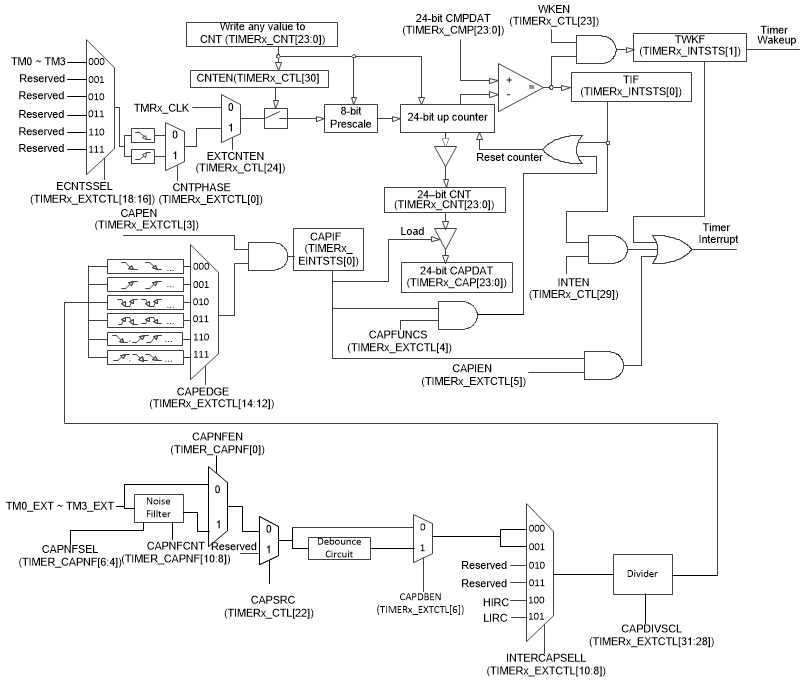 Write any value to
CNT (TIMERx_CNT[23:0])
24-bit CMPDAT
(TIMERx_CMP[23:0])
WKEN
(TIMERx_CTL[23])
TWKF
(TIMERx_INTSTS[1])
Timer
Wakeup
TM0 ~ TM3
000
Reserved
001
Reserved
010
Reserved
011
Reserved
110
Reserved
111
CNTEN(TIMERx_CTL[30]
TMRx_CLK
0
1
8-bit
Prescale
24-bit up counter
+
-
=
TIF
(TIMERx_INTSTS[0])
0
1
EXTCNTEN
(TIMERx_CTL[24])
Reset counter
ECNTSSEL
(TIMERx_EXTCTL[18:16])
CNTPHASE
(TIMERx_EXTCTL[0])
CAPEN
(TIMERx_EXTCTL[3])
24–bit CNT
(TIMERx_CNT[23:0])
CAPIF
(TIMERx_
EINTSTS[0])
Load
24-bit CAPDAT
(TIMERx_CAP[23:0])
Timer
Interrupt
INTEN
(TIMERx_CTL[29])
... 000
... 001
... 010
... 011
... 110
... 111
CAPFUNCS
(TIMERx_EXTCTL[4])
CAPIEN
(TIMERx_EXTCTL[5])
CAPEDGE
(TIMERx_EXTCTL[14:12])
CAPNFEN
(TIMER_CAPNF[0])
TM0_EXT ~ TM3_EXT
Noise
Fillter
0
1
CAPNFSEL
(TIMER_CAPNF[6:4])
CAPNFCNT
(TIMER_CAPNF[10:8])
Reserved
0
1
CAPSRC
(TIMERx_CTL[22])
Debounce
Circuit
0
1
CAPDBEN
(TIMERx_EXTCTL[6])
000
001
Reserved
010
Reserved
011
HIRC
100
LIRC
101
INTERCAPSELL
(TIMERx_EXTCTL[10:8])
Divider
CAPDIVSCL
(TIMERx_EXTCTL[31:28])